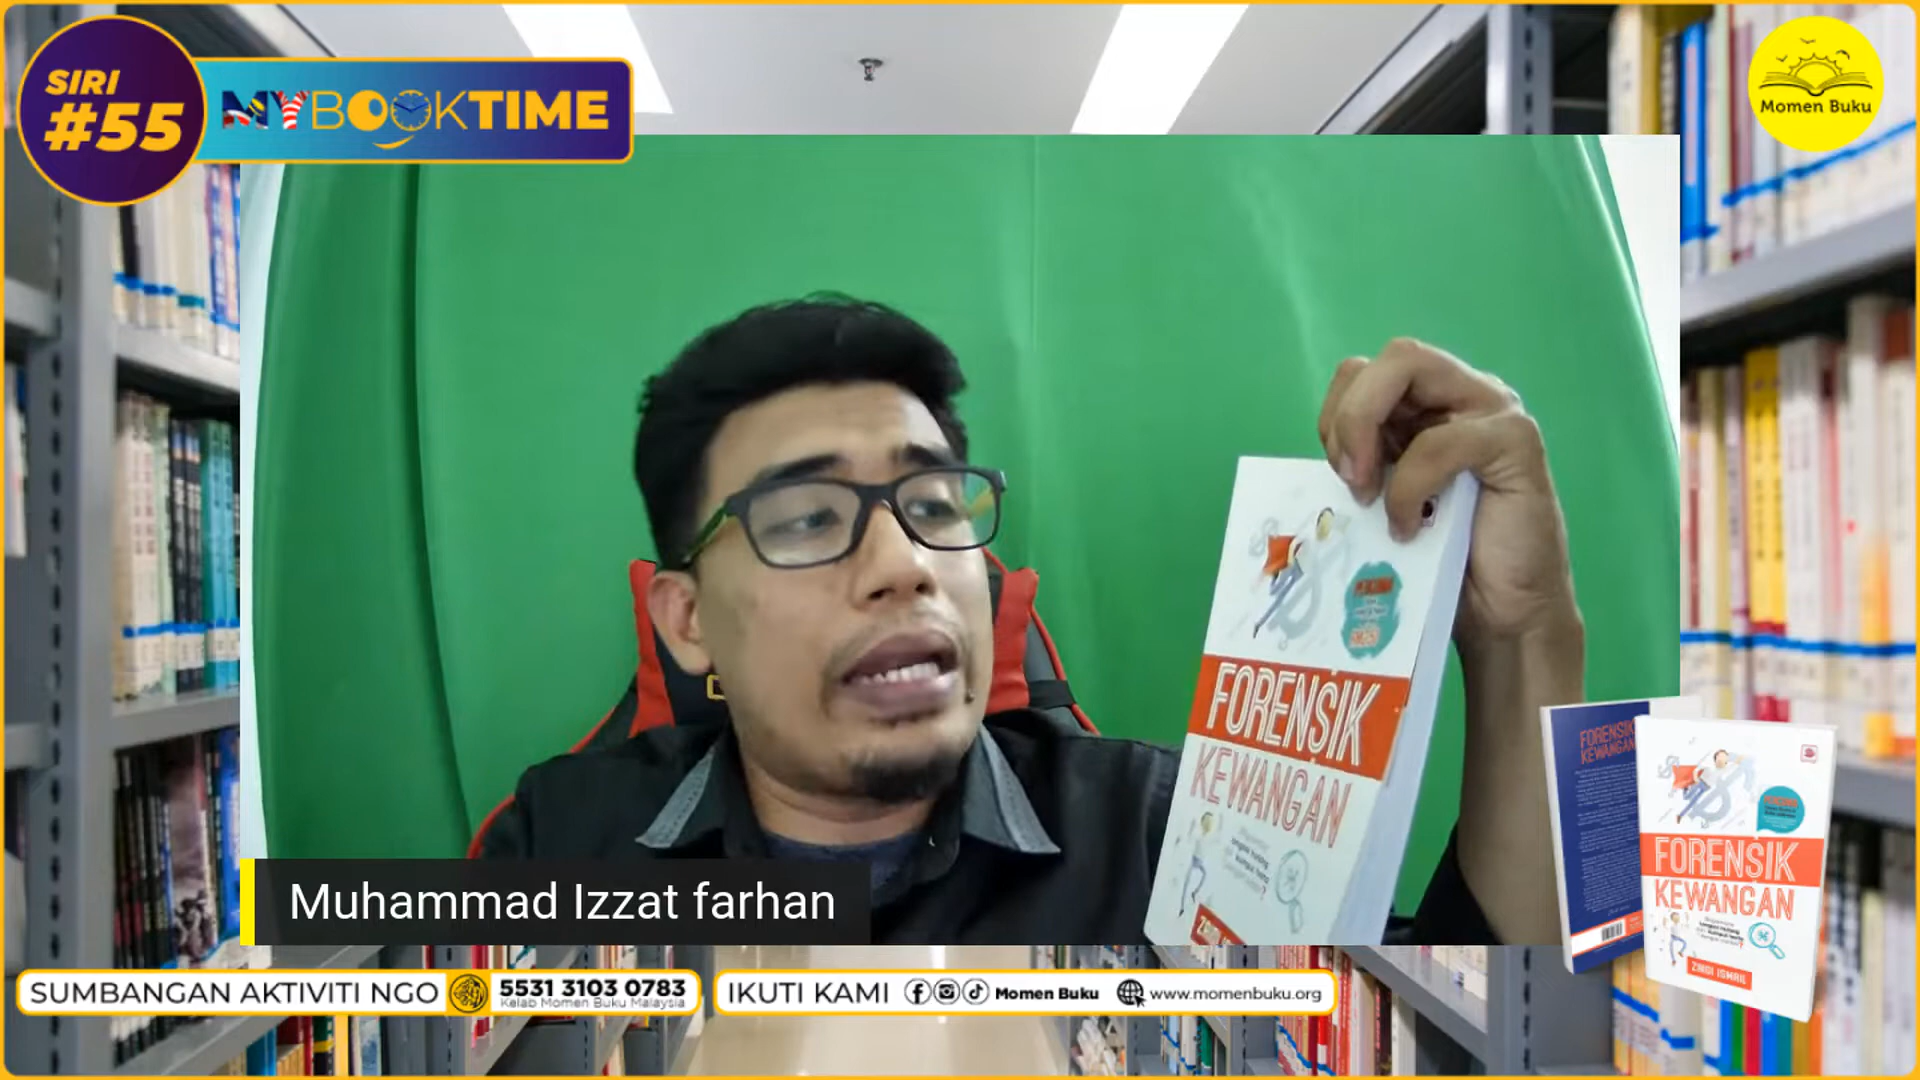 SIRI
#55
MYBOOKTIME
Momen Buku
FORENSIK
KEWANGAN
Muhammad Izzat farhan
FORENSIK
KEWANGAN
FORENSIK
KEWANGAN
ZAIDI ISMAIL
SUMBANGAN AKTIVITI NGO
5531 3103 0783
Kelab Momen Buku Malaysia
IKUTI KAMI
Momen Buku
www.momenbuku.org